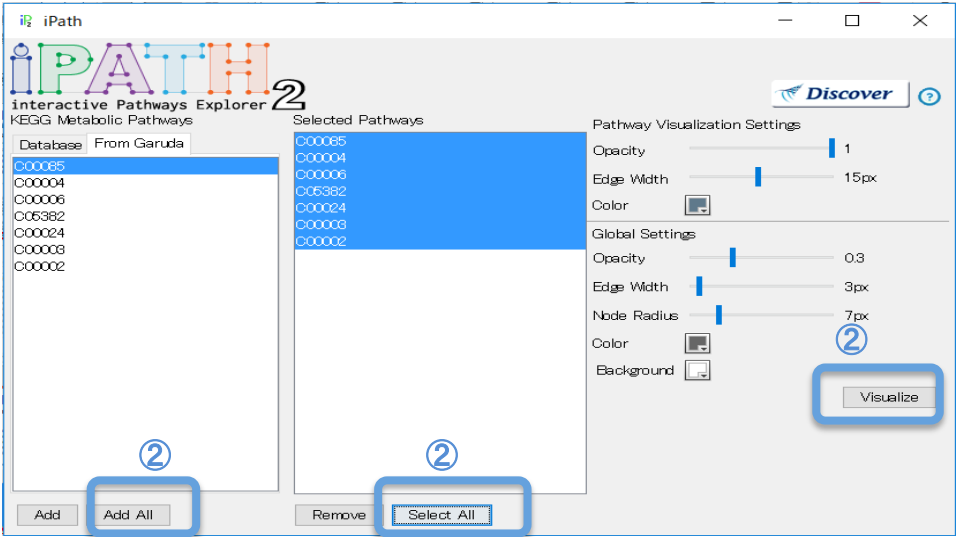 iP2 iPath
iPATH2
interactive Pathways Explorer
Discover
?
KEGG Metabolic Pathways
Database From Garuda
C00085
C00004
C00006
C05382
C00024
C00003
C00002
②
Add
Add All
Selected Pathways
C00085
C00004
C00006
C05382
C00024
C00003
C00002
②
Remove
Select All
Pathway Visualization Settings
Opacity 1
Edge Width 15px
Color
Global Settings
Opacity 0.3
Edge Width 3px
Node Radius 7px
Color
Background
②
Visualize